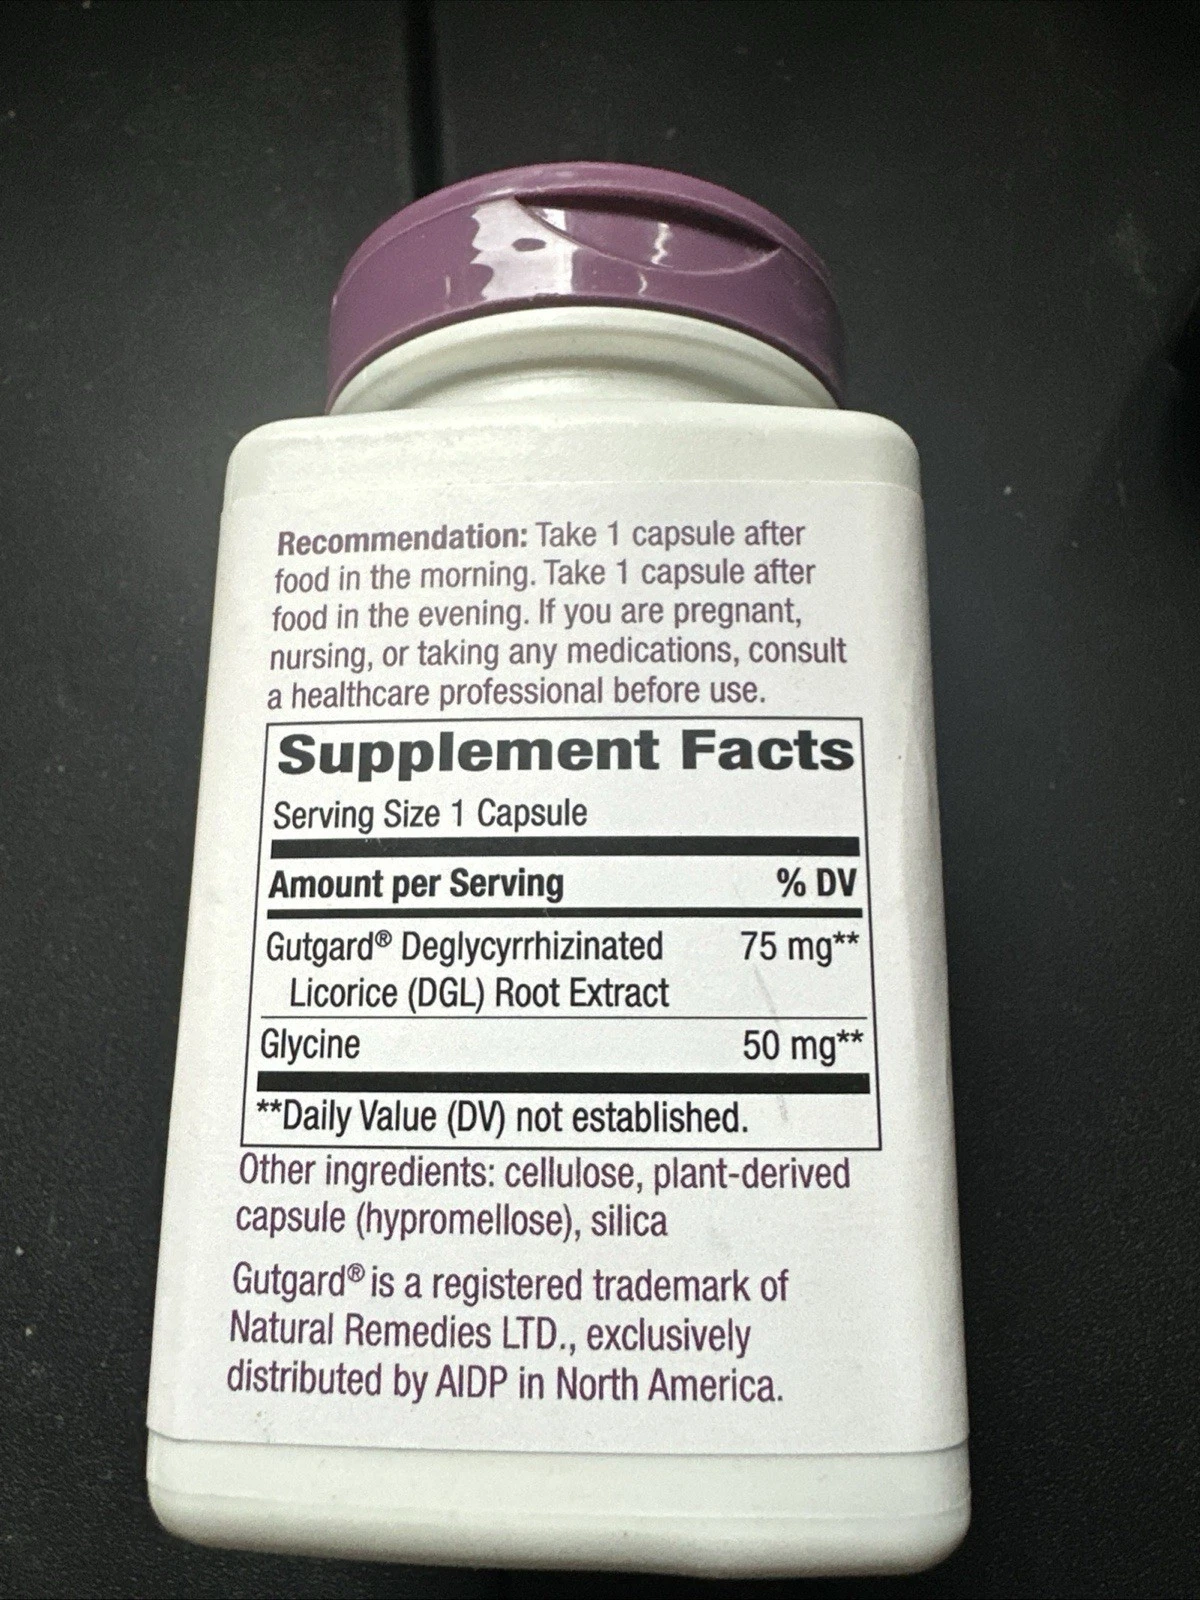 Recommendation: Take 1 capsule after
food in the morning. Take 1 capsule after
food in the evening. If you are pregnant,
nursing, or taking any medications, consult
a healthcare professional before use.
Supplement Facts
Serving Size 1 Capsule
Amount per Serving % DV
Gutgard® Deglycyrrhizinated 75 mg**
Licorice (DGL) Root Extract
Glycine 50 mg**
**Daily Value (DV) not established.
Other ingredients: cellulose, plant-derived
capsule (hypromellose), silica
Gutgard® is a registered trademark of
Natural Remedies LTD., exclusively
distributed by AIDP in North America.